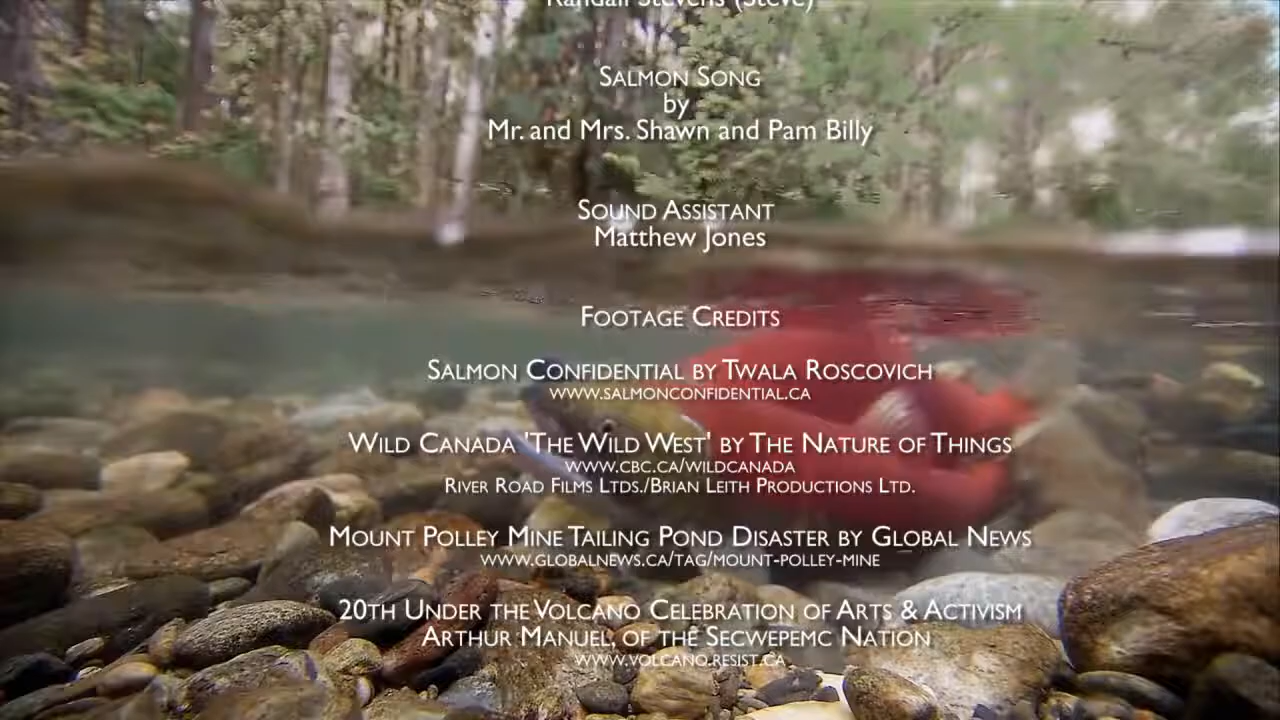 Randall Stevens (Steve)
Salmon Song
by
Mr. and Mrs. Shawn and Pam Billy
Sound Assistant
Matthew Jones
Footage Credits
Salmon Confidential by Twala Roscovich
www.salmonconfidential.ca
Wild Canada 'The Wild West' by The Nature of Things
www.cbc.ca/wildcanada
River Road Films Ltds./Brian Leith Productions Ltd.
Mount Polley Mine Tailing Pond Disaster by Global News
www.globalnews.ca/tag/mount-polley-mine
20th Under the Volcano Celebration of Arts & Activism
Arthur Manuel, of the Secwepemc Nation
www.volcano.resist.ca